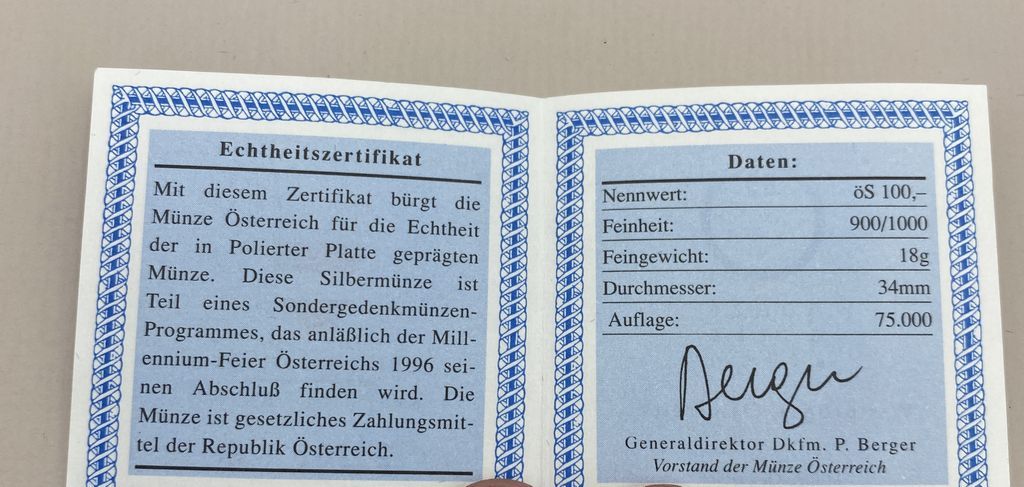 Echtheitszertifikat
Mit diesem Zertifikat bürgt die
Münze Österreich für die Echtheit
der in Polierter Platte geprägten
Münze. Diese Silbermünze ist
Teil eines Sondergedenkmünzen-
Programmes, das anläßlich der Mill-
ennium-Feier Österreichs 1996 sei-
nen Abschluß finden wird. Die
Münze ist gesetzliches Zahlungsmit-
tel der Republik Österreich.
Daten:
Nennwert: öS 100,–
Feinheit: 900/1000
Feingewicht: 18g
Durchmesser: 34mm
Auflage: 75.000
Berger
Generaldirektor Dkfm. P. Berger
Vorstand der Münze Österreich